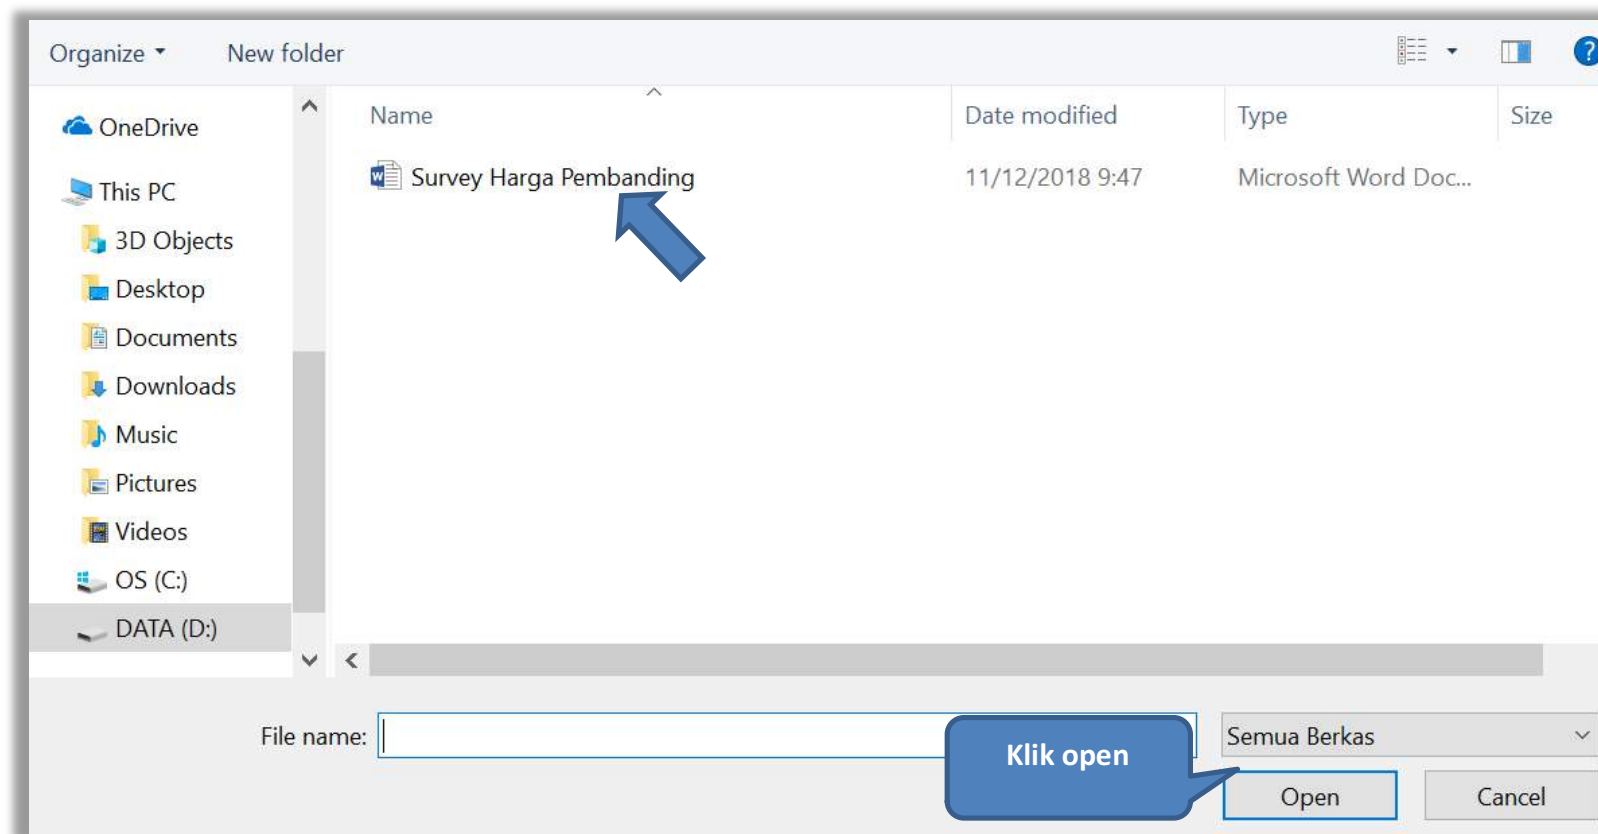 Organize New folder ?
Name Date modified Type Size
OneDrive
Survey Harga Pembanding 11/12/2018 9:47 Microsoft Word Doc...
This PC
3D Objects
Desktop
Documents
Downloads
Music
Pictures
Videos
OS (C:)
DATA (D:)
File name: Semua Berkas
Klik open
Open Cancel